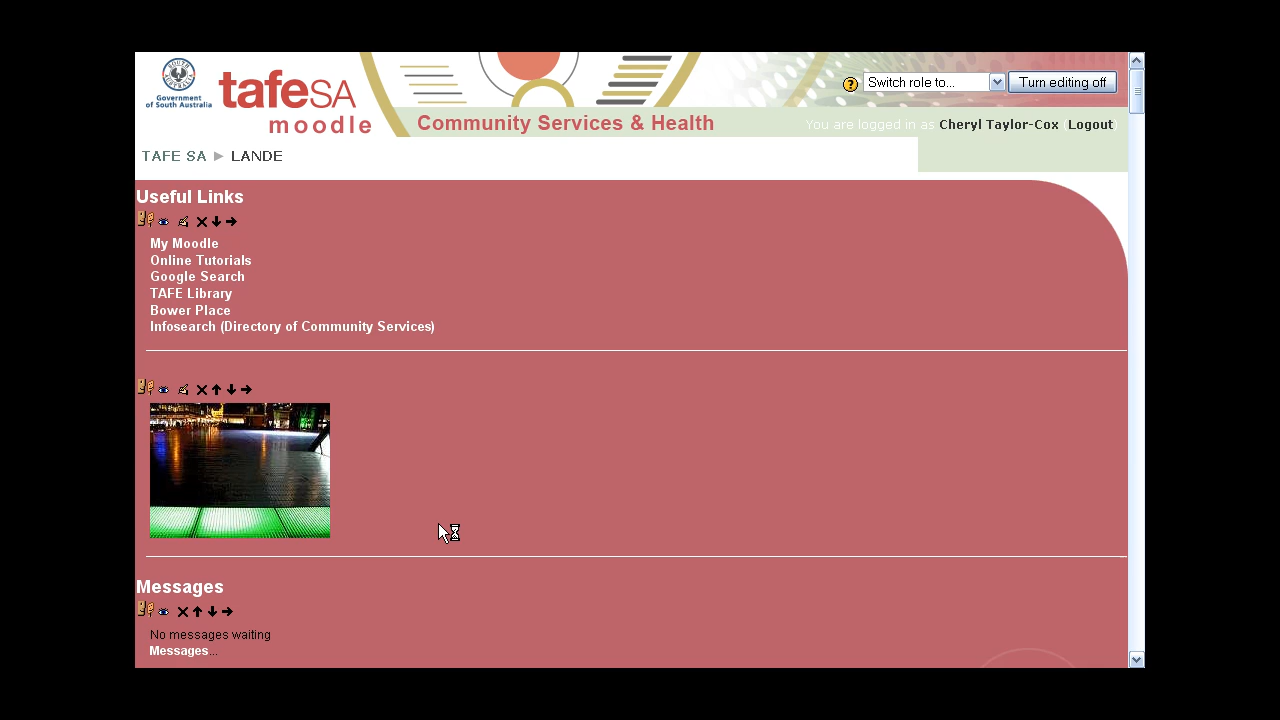 Government
of South Australia
tafeSA
moodle
Community Services & Health
Switch role to...
Turn editing off
You are logged in as Cheryl Taylor-Cox (Logout)
TAFE SA ► LANDE
Useful Links
My Moodle
Online Tutorials
Google Search
TAFE Library
Bower Place
Infosearch (Directory of Community Services)
Messages
No messages waiting
Messages...